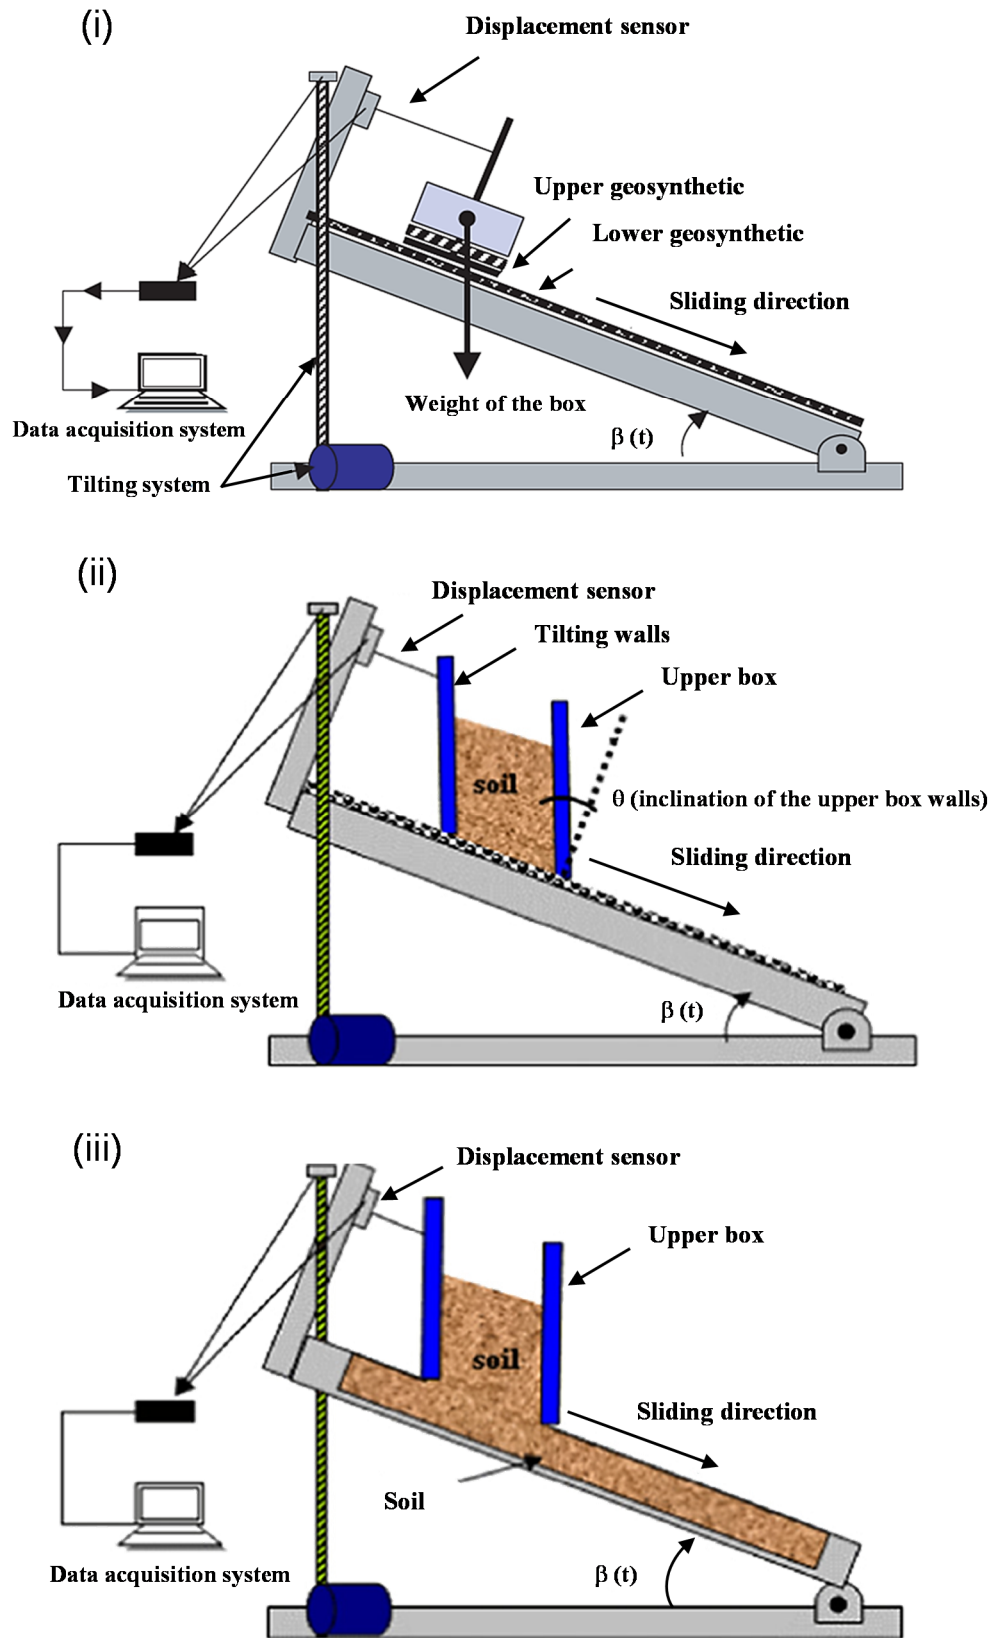 (i)
Displacement sensor
Upper geosynthetic
Lower geosynthetic
Sliding direction
Weight of the box
β (t)
Data acquisition system
Tilting system
(ii)
Displacement sensor
Tilting walls
Upper box
soil
θ (inclination of the upper box walls)
Sliding direction
Data acquisition system
β (t)
(iii)
Displacement sensor
Upper box
soil
Sliding direction
Soil
Data acquisition system
β (t)